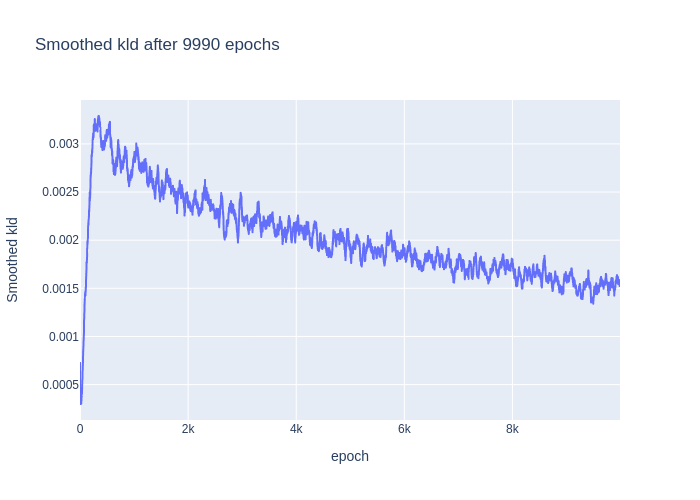 Smoothed kld after 9990 epochs
0.003
0.0025
0.002
0.0015
0.001
0.0005
Smoothed kld
0
2k
4k
6k
8k
epoch